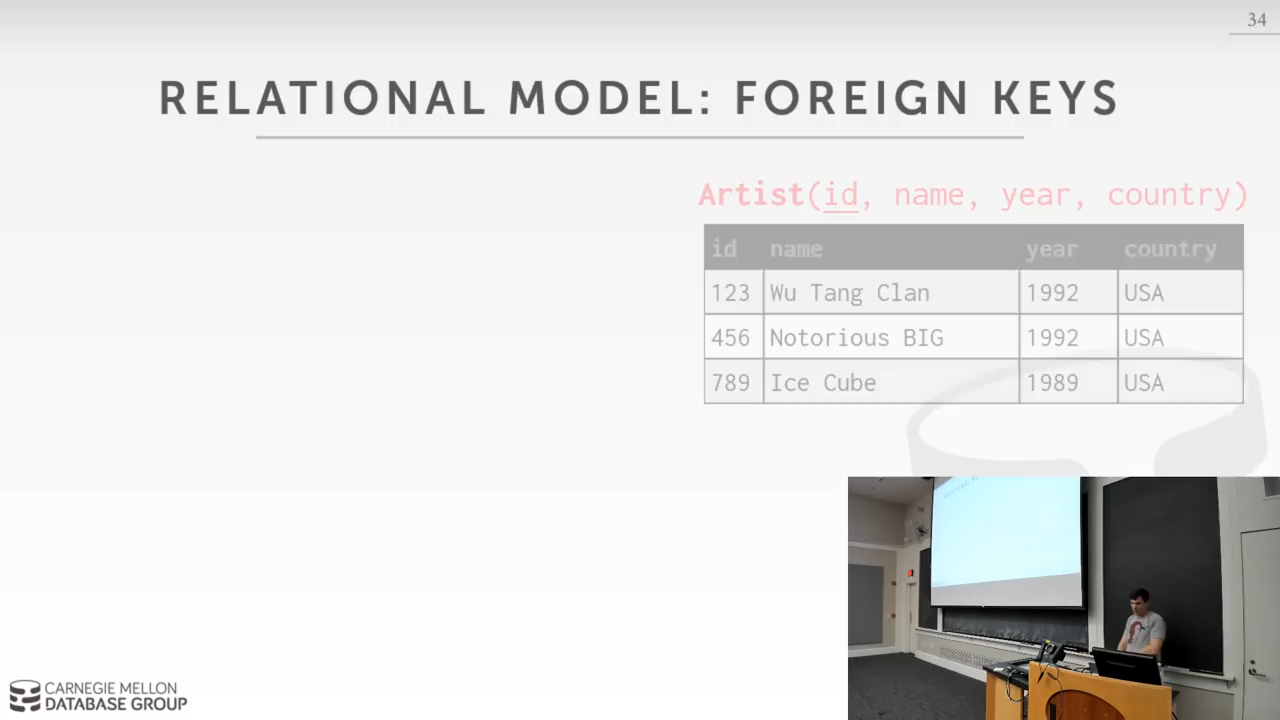 34
RELATIONAL MODEL: FOREIGN KEYS
Artist(id, name, year, country)
id name year country
123 Wu Tang Clan 1992 USA
456 Notorious BIG 1992 USA
789 Ice Cube 1989 USA
CARNEGIE MELLON
DATABASE GROUP